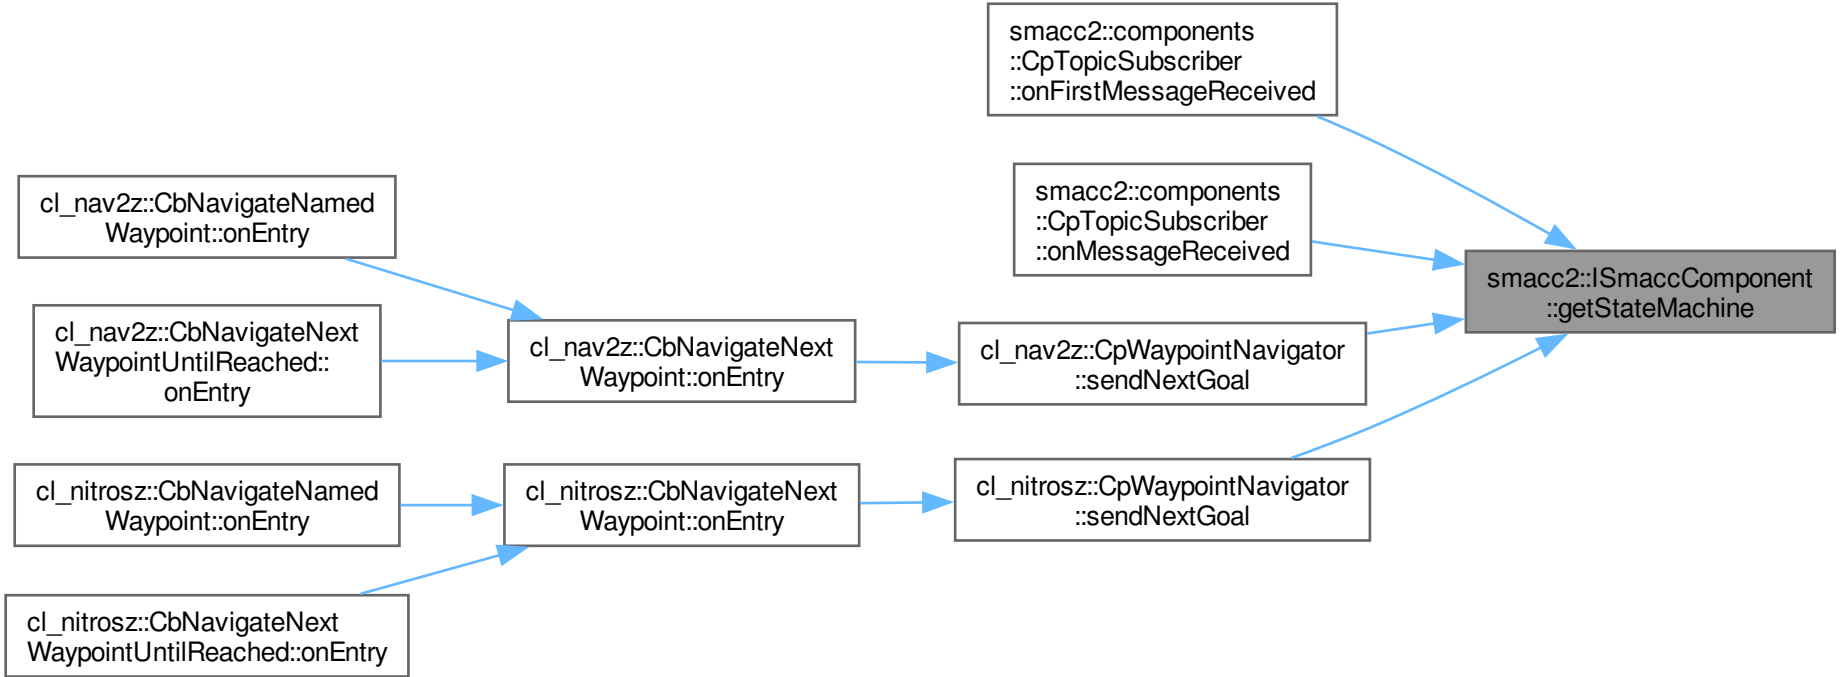 smacc2::components
::CpTopicSubscriber
::onFirstMessageReceived
smacc2::components
::CpTopicSubscriber
::onMessageReceived
cl_nav2z::CbNavigateNamed
Waypoint::onEntry
smacc2::ISmaccComponent
::getStateMachine
cl_nav2z::CbNavigateNext
WaypointUntilReached::
onEntry
cl_nav2z::CbNavigateNext
Waypoint::onEntry
cl_nav2z::CpWaypointNavigator
::sendNextGoal
cl_nitrosz::CbNavigateNamed
Waypoint::onEntry
cl_nitrosz::CbNavigateNext
Waypoint::onEntry
cl_nitrosz::CpWaypointNavigator
::sendNextGoal
cl_nitrosz::CbNavigateNext
WaypointUntilReached::onEntry